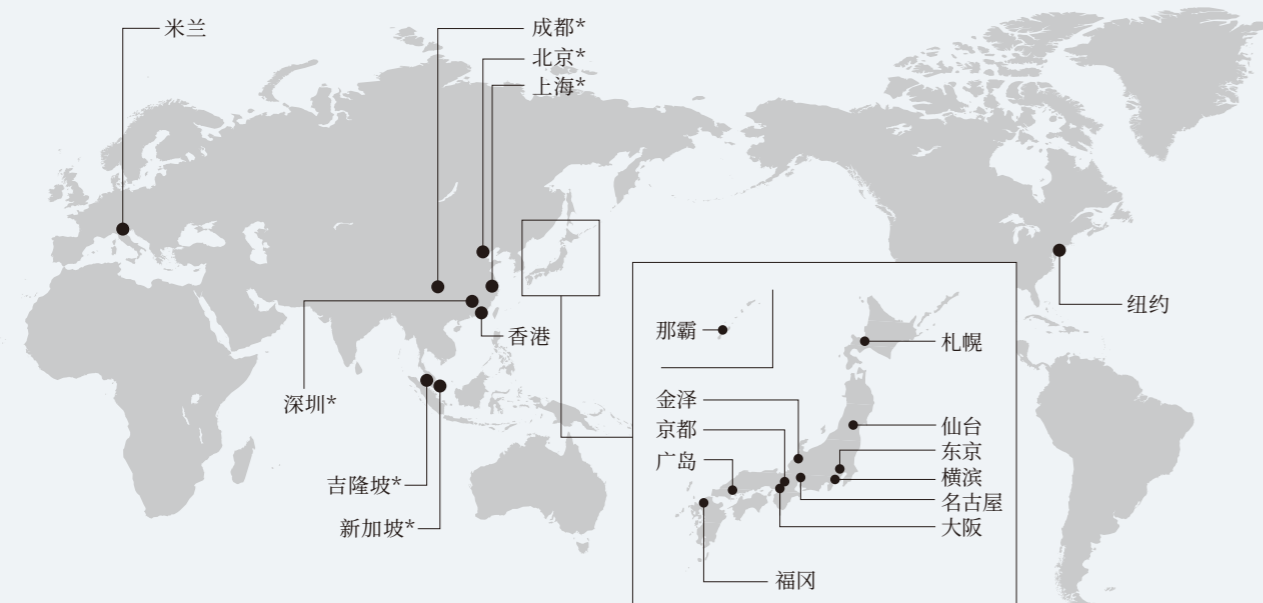 米兰
成都*
北京*
上海*
纽约
香港
深圳*
吉隆坡*
新加坡*
那霸
札幌
金泽
京都
广岛
仙台
东京
横滨
名古屋
大阪
福冈